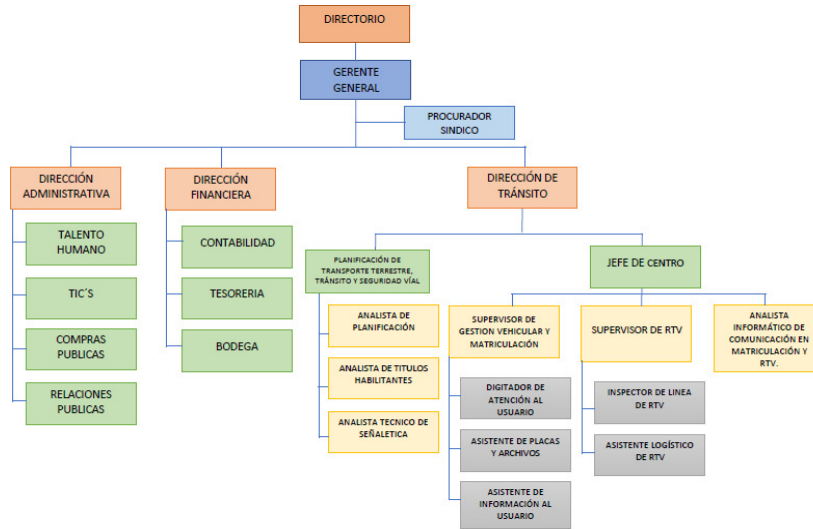 DIRECTORIO
GERENTE
GENERAL
PROCURADOR
SINDICO
DIRECCIÓN
ADMINISTRATIVA
TALENTO
HUMANO
TIC´S
COMPRAS
PUBLICAS
RELACIONES
PUBLICAS
DIRECCIÓN
FINANCIERA
CONTABILIDAD
TESORERIA
BODEGA
DIRECCIÓN DE
TRÁNSITO
PLANIFICACIÓN DE
TRANSPORTE TERRESTRE,
TRÁNSITO Y SEGURIDAD VÍAL
ANALISTA DE
PLANIFICACIÓN
ANALISTA DE TITULOS
HABILITANTES
ANALISTA TECNICO DE
SEÑALETICA
JEFE DE CENTRO
SUPERVISOR DE
GESTION VEHICULAR Y
MATRICULACIÓN
DIGITADOR DE
ATENCIÓN AL
USUARIO
ASISTENTE DE PLACAS
Y ARCHIVOS
ASISTENTE DE
INFORMACIÓN AL
USUARIO
SUPERVISOR DE RTV
INSPECTOR DE LINEA
DE RTV
ASISTENTE LOGÍSTICO
DE RTV
ANALISTA
INFORMÁTICO DE
COMUNICACIÓN EN
MATRICULACIÓN Y
RTV.